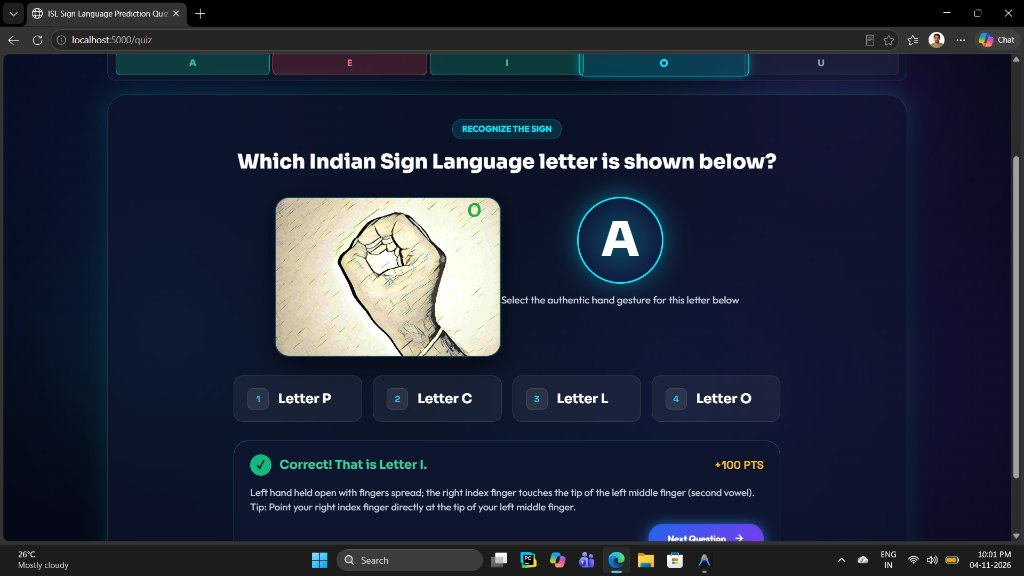 ISL Sign Language Prediction Quiz
localhost:5000/quiz
Chat
A E I O U
RECOGNIZE THE SIGN
Which Indian Sign Language letter is shown below?
O
A
Select the authentic hand gesture for this letter below
1 Letter P 2 Letter C 3 Letter L 4 Letter O
Correct! That is Letter I. +100 PTS
Left hand held open with fingers spread; the right index finger touches the tip of the left middle finger (second vowel).
Tip: Point your right index finger directly at the tip of your left middle finger.
Next Question
26°C
Mostly cloudy
Search
ENG
IN
10:01 PM
04-11-2026